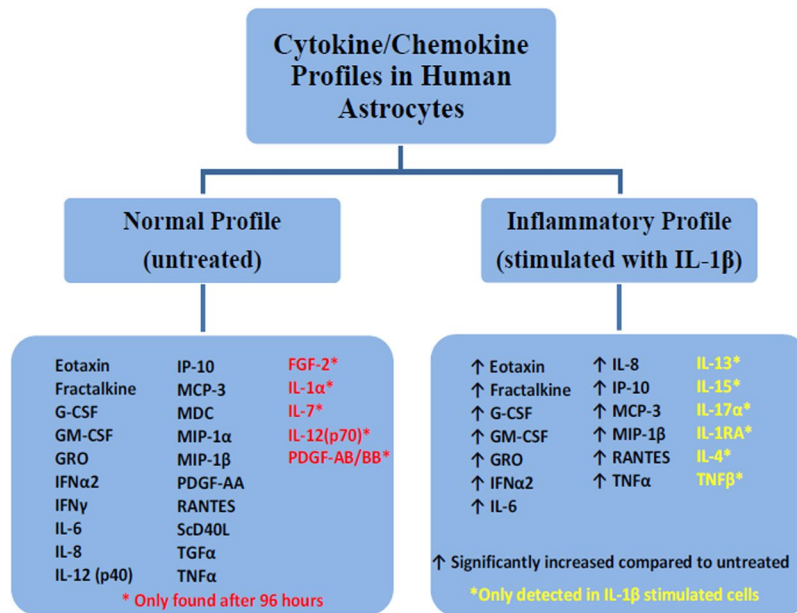 Cytokine/Chemokine
Profiles in Human
Astrocytes
Normal Profile
(untreated)
Inflammatory Profile
(stimulated with IL-1β)
Eotaxin
Fractalkine
G-CSF
GM-CSF
GRO
IFNα2
IFNγ
IL-6
IL-8
IL-12 (p40)
IP-10
MCP-3
MDC
MIP-1α
MIP-1β
PDGF-AA
RANTES
ScD40L
TGFα
TNFα
FGF-2*
IL-1α*
IL-7*
IL-12(p70)*
PDGF-AB/BB*
* Only found after 96 hours
↑ Eotaxin
↑ Fractalkine
↑ G-CSF
↑ GM-CSF
↑ GRO
↑ IFNα2
↑ IL-6
↑ IL-8
↑ IP-10
↑ MCP-3
↑ MIP-1β
↑ RANTES
↑ TNFα
IL-13*
IL-15*
IL-17α*
IL-1RA*
IL-4*
TNFβ*
↑ Significantly increased compared to untreated
*Only detected in IL-1β stimulated cells